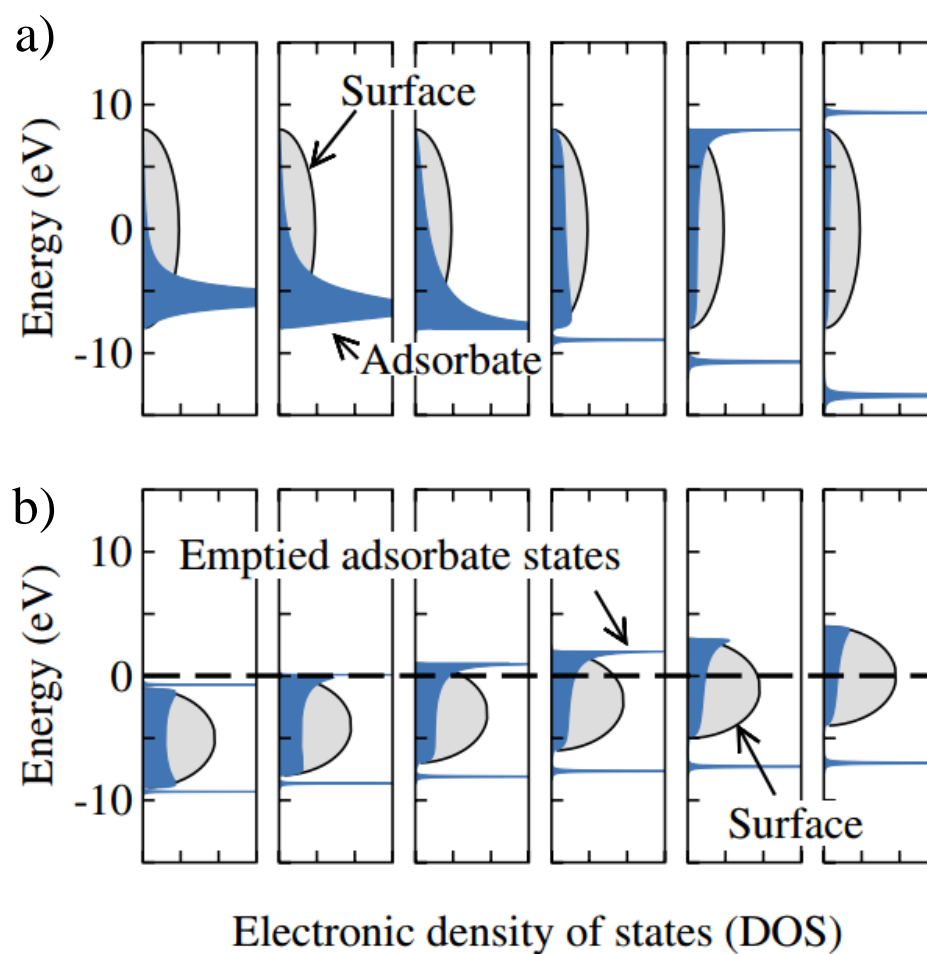 a)
Energy (eV)
10
0
-10
Surface
Adsorbate
b)
Energy (eV)
10
0
-10
Emptied adsorbate states
Surface
Electronic density of states (DOS)